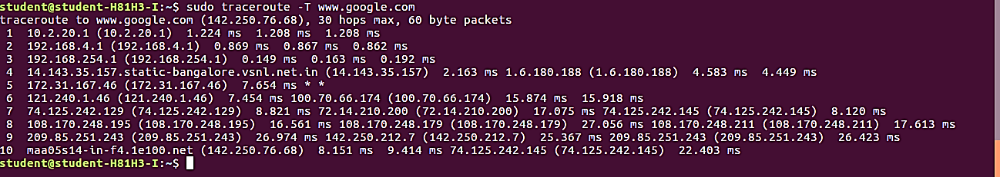 student@student-H81H3-I:~$ sudo traceroute -T www.google.com
traceroute to www.google.com (142.250.76.68), 30 hops max, 60 byte packets
 1  10.2.20.1 (10.2.20.1)  1.224 ms  1.208 ms  1.208 ms
 2  192.168.4.1 (192.168.4.1)  0.869 ms  0.867 ms  0.862 ms
 3  192.168.254.1 (192.168.254.1)  0.149 ms  0.163 ms  0.192 ms
 4  14.143.35.157.static-bangalore.vsnl.net.in (14.143.35.157)  2.163 ms 1.6.180.188 (1.6.180.188)  4.583 ms  4.449 ms
 5  172.31.167.46 (172.31.167.46)  7.654 ms * *
 6  121.240.1.46 (121.240.1.46)  7.454 ms 100.70.66.174 (100.70.66.174)  15.874 ms  15.918 ms
 7  74.125.242.129 (74.125.242.129)  8.821 ms 72.14.210.200 (72.14.210.200)  17.075 ms 74.125.242.145 (74.125.242.145)  8.120 ms
 8  108.170.248.195 (108.170.248.195)  16.561 ms 108.170.248.179 (108.170.248.179)  27.056 ms 108.170.248.211 (108.170.248.211)  17.613 ms
 9  209.85.251.243 (209.85.251.243)  26.974 ms 142.250.212.7 (142.250.212.7)  25.367 ms 209.85.251.243 (209.85.251.243)  26.423 ms
10  maa05s14-in-f4.1e100.net (142.250.76.68)  8.151 ms  9.414 ms 74.125.242.145 (74.125.242.145)  22.403 ms
student@student-H81H3-I:~$